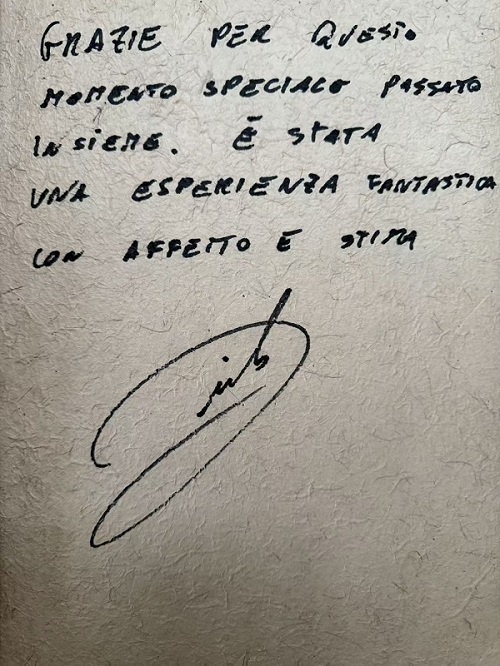 GRAZIE PER QUESTO
MOMENTO SPECIALE PASSATO
INSIEME. È STATA
UNA ESPERIENZA FANTASTICA
CON AFFETTO E STIMA